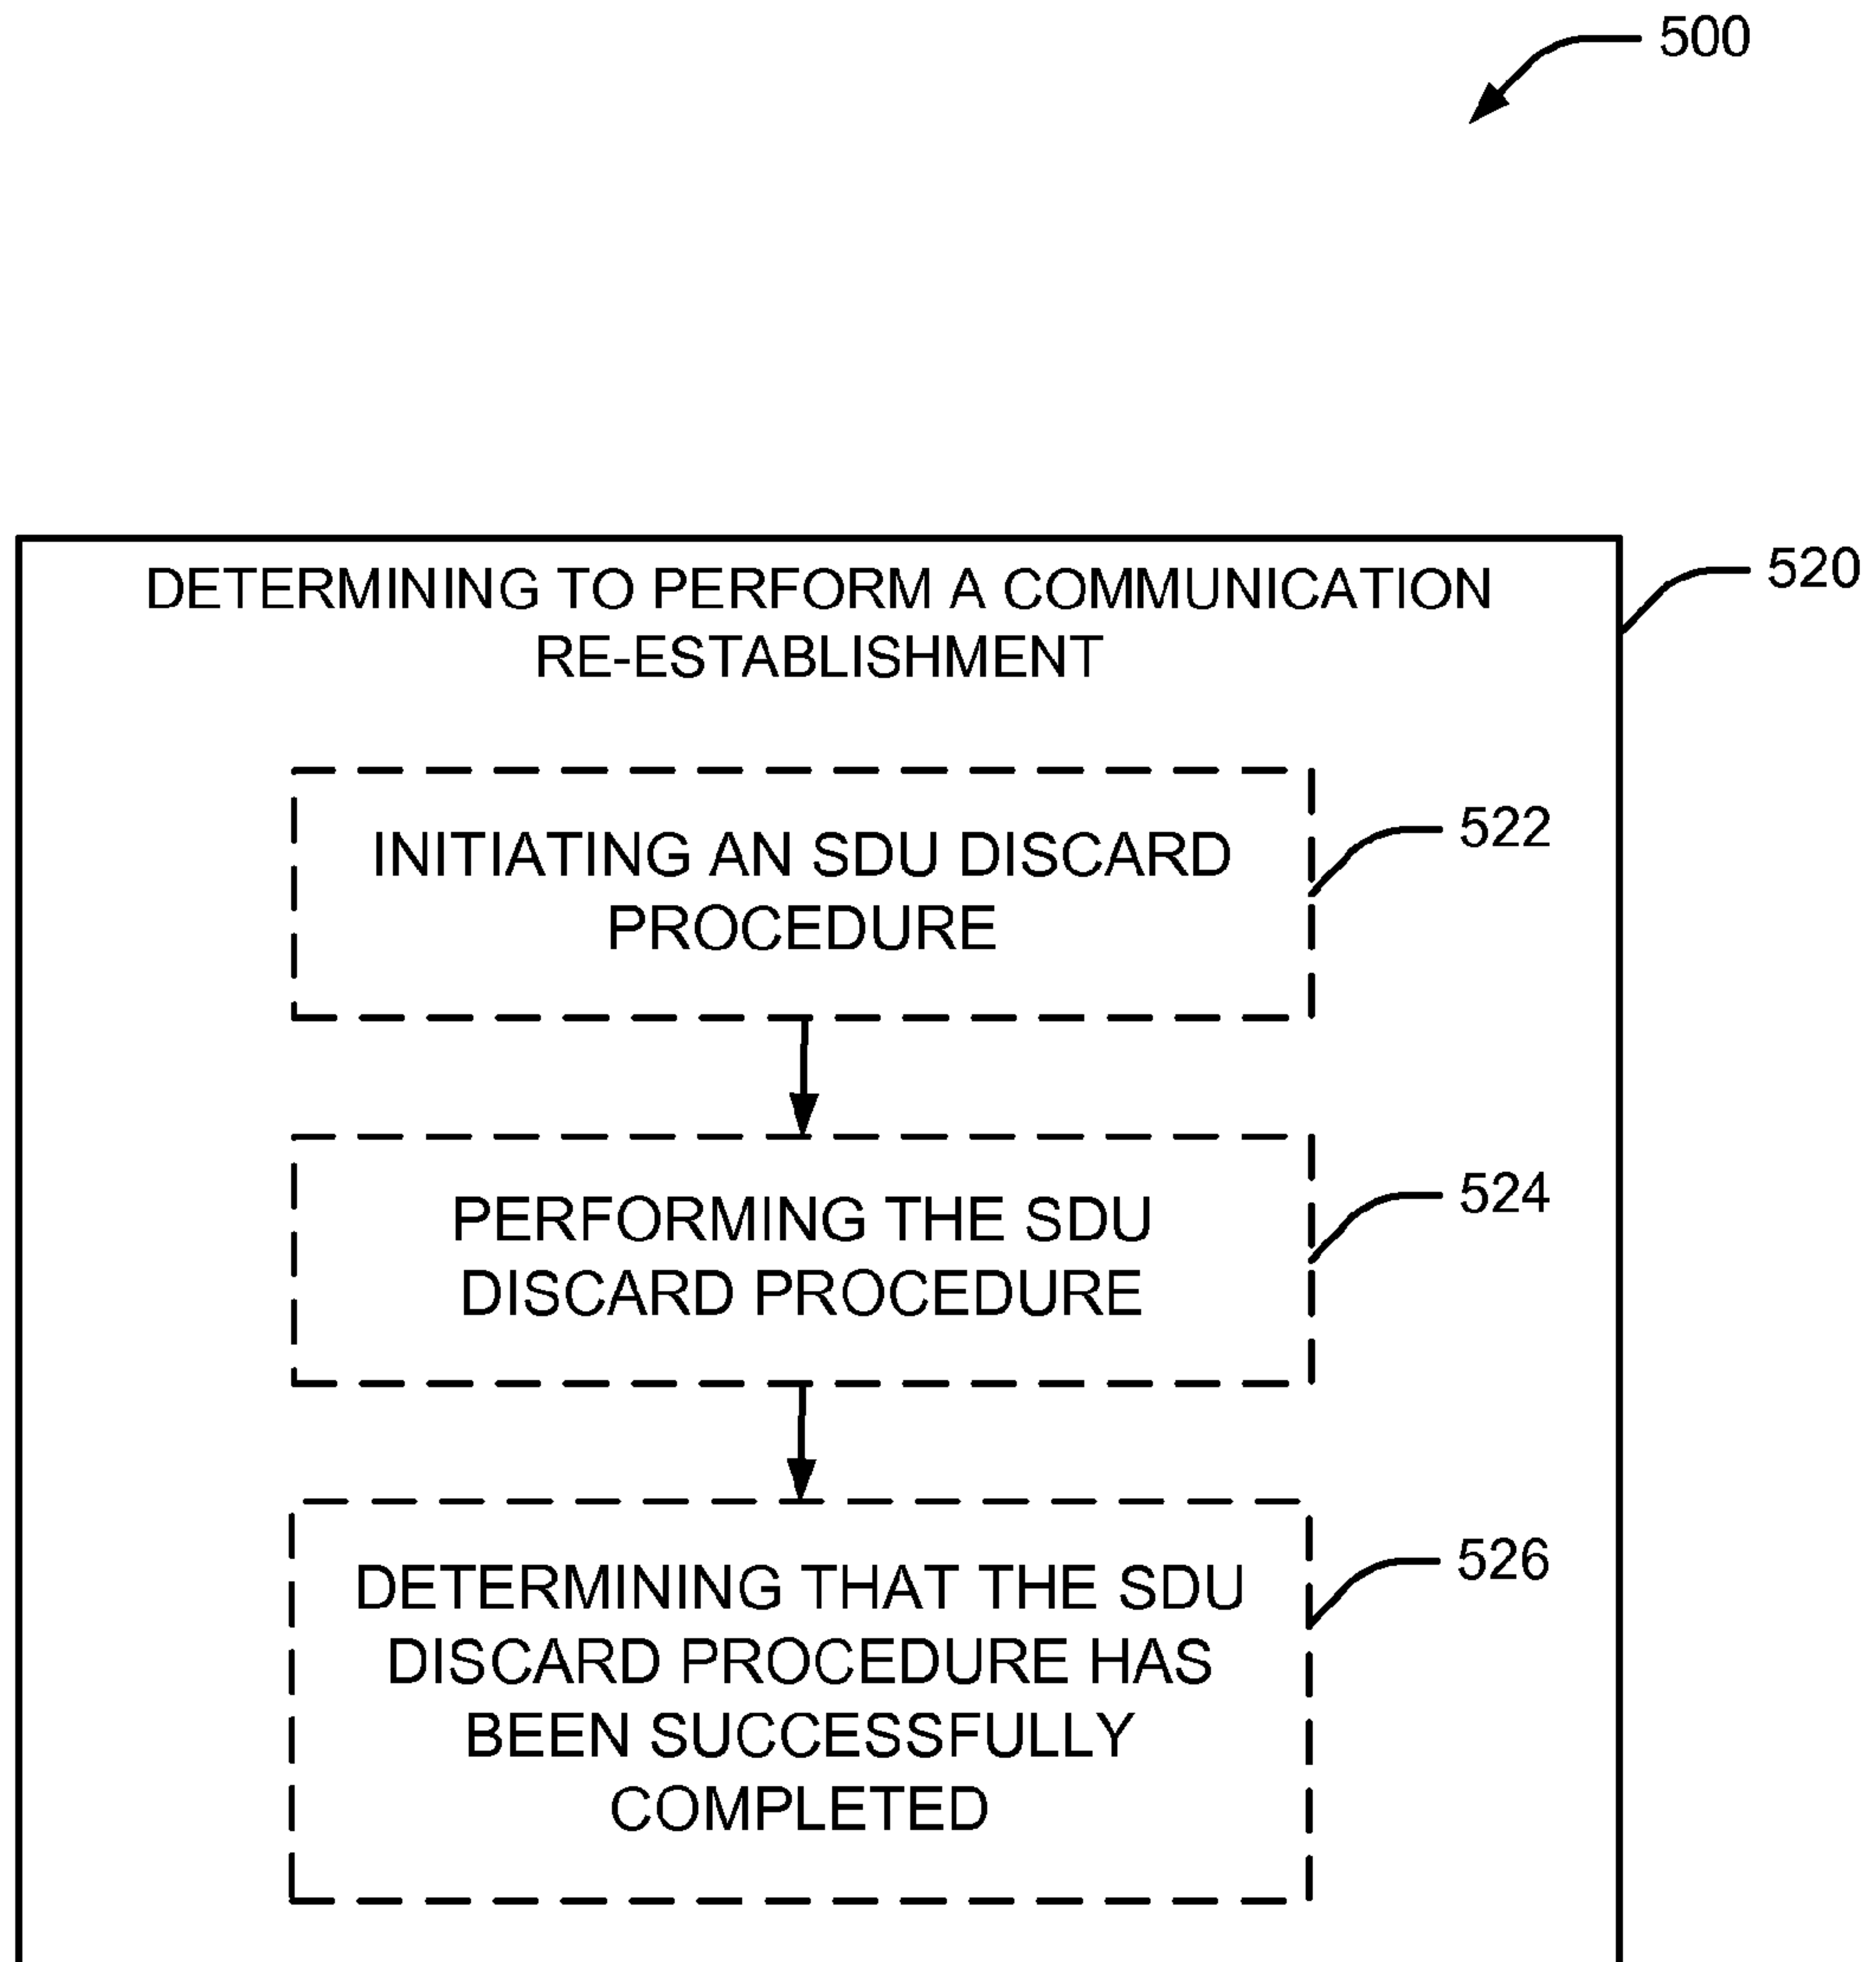 500
520
DETERMINING TO PERFORM A COMMUNICATION
RE-ESTABLISHMENT
522
INITIATING AN SDU DISCARD
PROCEDURE
524
PERFORMING THE SDU
DISCARD PROCEDURE
526
DETERMINING THAT THE SDU
DISCARD PROCEDURE HAS
BEEN SUCCESSFULLY
COMPLETED